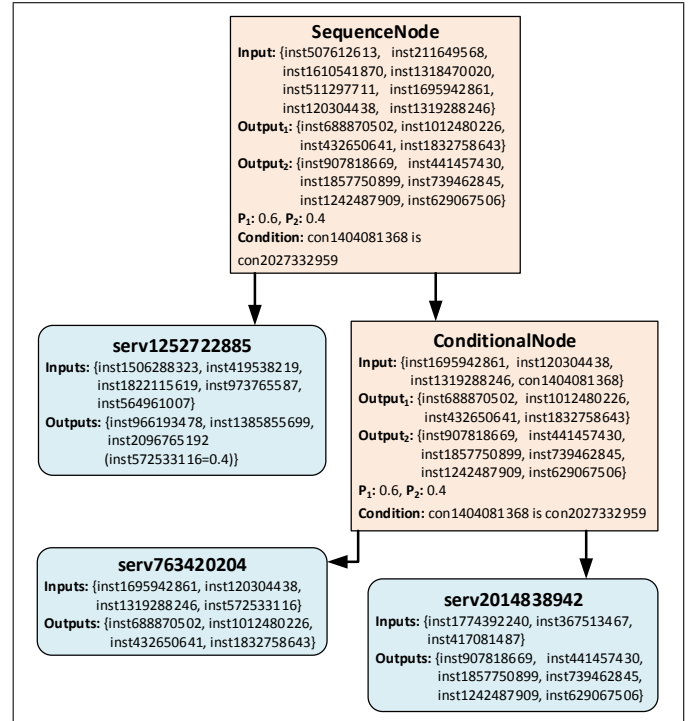 SequenceNode
Input: {inst507612613, inst211649568,
inst1610541870, inst1318470020,
inst511297711, inst1695942861,
inst120304438, inst1319288246}
Output₁: {inst688870502, inst1012480226,
inst432650641, inst1832758643}
Output₂: {inst907818669, inst441457430,
inst1857750899, inst739462845,
inst1242487909, inst629067506}
P₁: 0.6, P₂: 0.4
Condition: con1404081368 is
con2027332959
serv1252722885
Inputs: {inst1506288323, inst419538219,
inst1822115619, inst973765587,
inst564961007}
Outputs: {inst966193478, inst1385855699,
inst2096765192
(inst572533116=0.4)}
ConditionalNode
Input: {inst1695942861, inst120304438,
inst1319288246, con1404081368}
Output₁: {inst688870502, inst1012480226,
inst432650641, inst1832758643}
Output₂: {inst907818669, inst441457430,
inst1857750899, inst739462845,
inst1242487909, inst629067506}
P₁: 0.6, P₂: 0.4
Condition: con1404081368 is con2027332959
serv763420204
Inputs: {inst1695942861, inst120304438,
inst1319288246, inst572533116}
Outputs: {inst688870502, inst1012480226,
inst432650641, inst1832758643}
serv2014838942
Inputs: {inst1774392240, inst367513467,
inst417081487}
Outputs: {inst907818669, inst441457430,
inst1857750899, inst739462845,
inst1242487909, inst629067506}